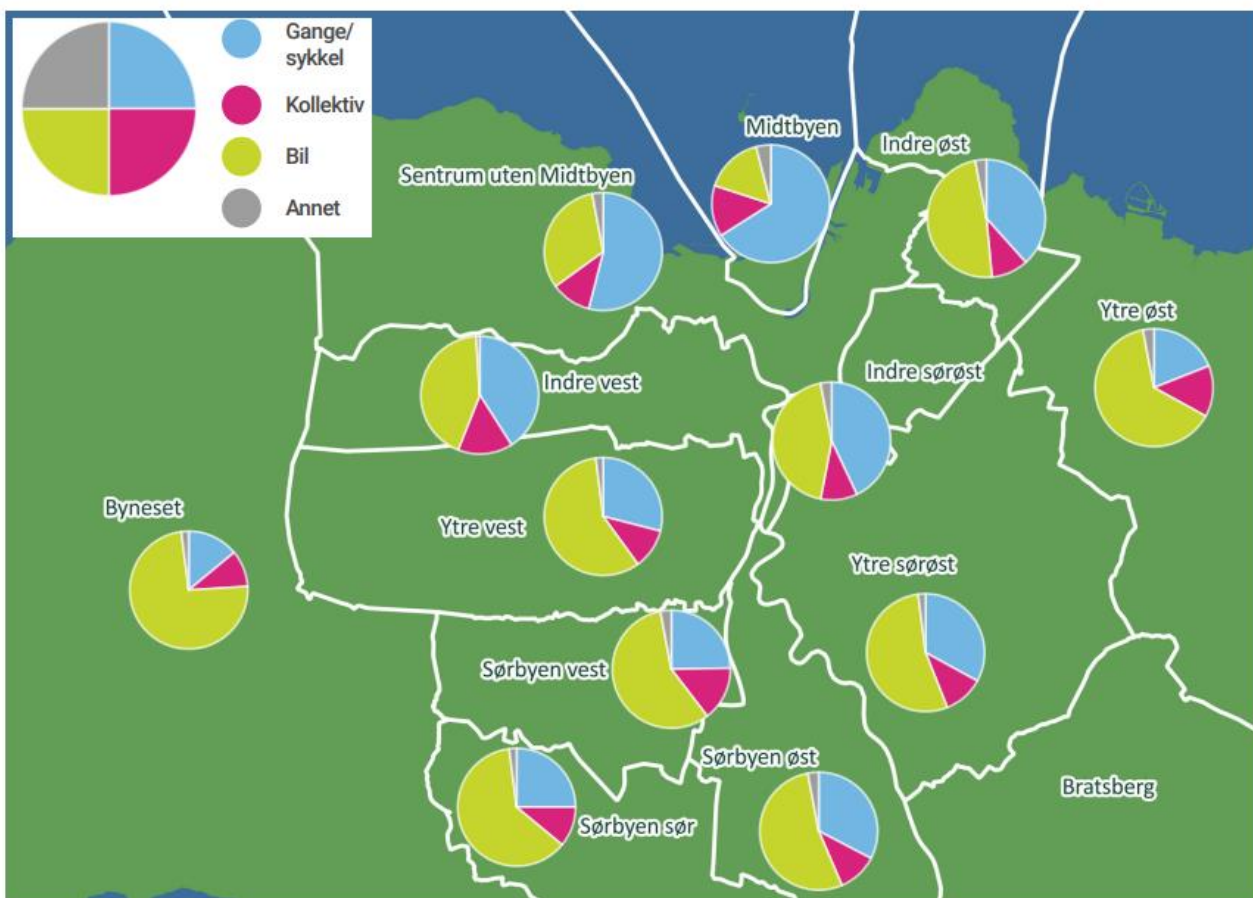 Gange/
sykkel
Kollektiv
Bil
Annet
Midtbyen
Indre øst
Sentrum uten Midtbyen
Ytre øst
Indre vest
Indre sørøst
Byneset
Ytre vest
Ytre sørøst
Sørbyen vest
Sørbyen øst
Bratsberg
Sørbyen sør